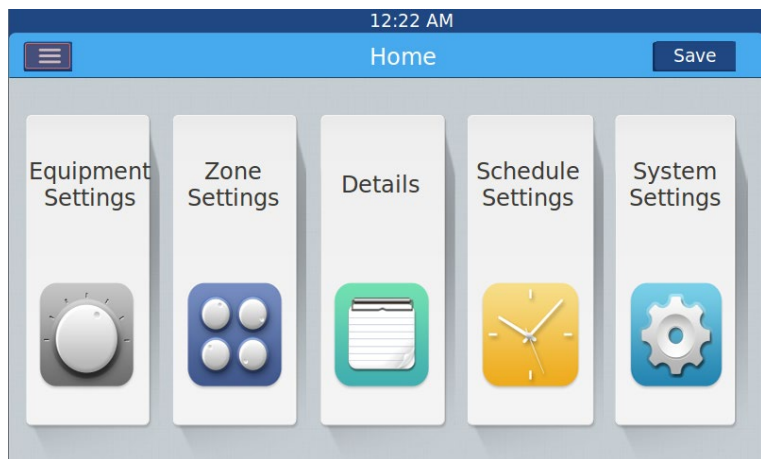 12:22 AM
Home
Save
Equipment
Settings
Zone
Settings
Details
Schedule
Settings
System
Settings